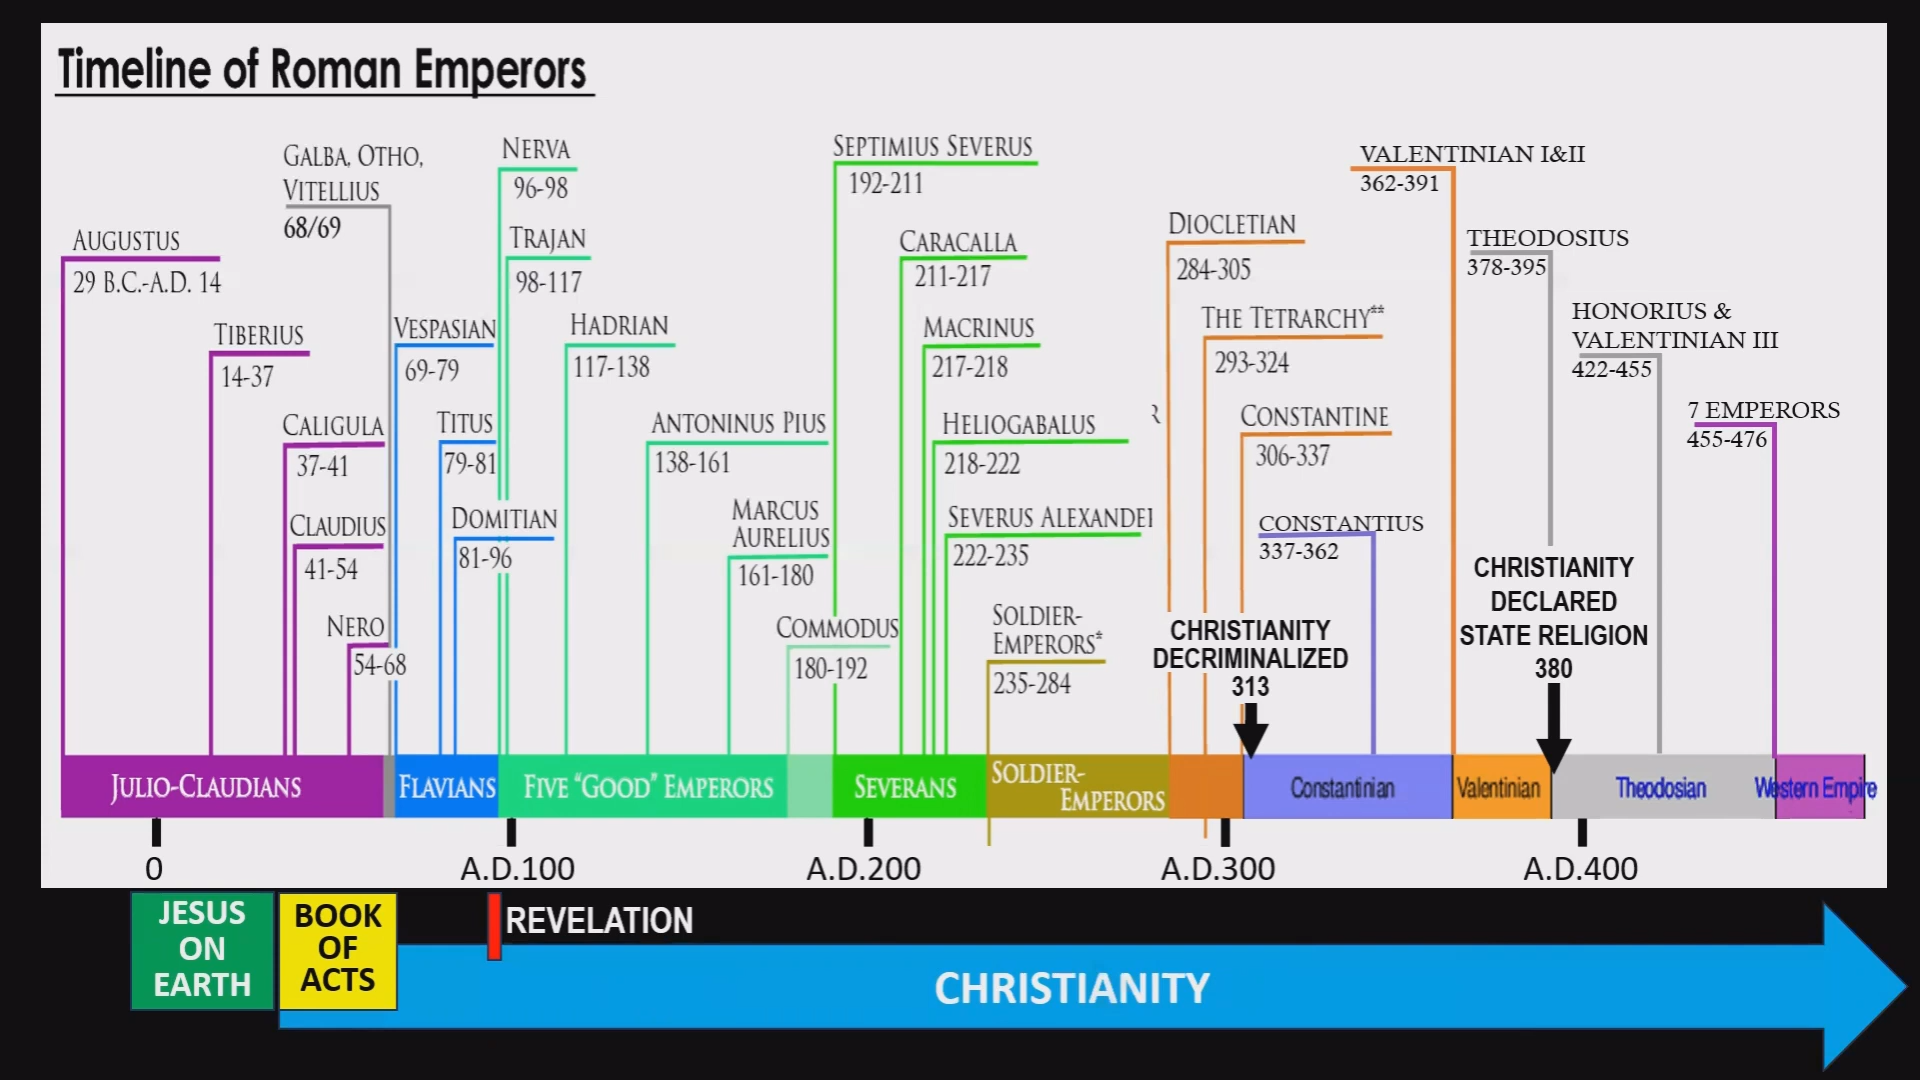 Timeline of Roman Emperors
AUGUSTUS
29 B.C.-A.D. 14
TIBERIUS
14-37
GALBA, OTHO,
VITELLIUS
68/69
CALIGULA
37-41
CLAUDIUS
41-54
NERO
54-68
VESPASIAN
69-79
TITUS
79-81
DOMITIAN
81-96
NERVA
96-98
TRAJAN
98-117
HADRIAN
117-138
ANTONINUS PIUS
138-161
MARCUS
AURELIUS
161-180
COMMODUS
180-192
SEPTIMIUS SEVERUS
192-211
CARACALLA
211-217
MACRINUS
217-218
HELIOGABALUS
218-222
SEVERUS ALEXANDE
R
222-235
SOLDIER-
EMPERORS*
235-284
DIOCLETIAN
284-305
THE TETRARCHY**
293-324
CONSTANTINE
306-337
CONSTANTIUS
337-362
VALENTINIAN I&II
362-391
THEODOSIUS
378-395
HONORIUS &
VALENTINIAN III
422-455
7 EMPERORS
455-476
CHRISTIANITY
DECRIMINALIZED
313
CHRISTIANITY
DECLARED
STATE RELIGION
380
JULIO-CLAUDIANS
FLAVIANS
FIVE "GOOD" EMPERORS
SEVERANS
SOLDIER-
EMPERORS
Constantinian
Valentinian
Theodosian
Western Empire
0
A.D.100
A.D.200
A.D.300
A.D.400
JESUS
ON
EARTH
BOOK
OF
ACTS
REVELATION
CHRISTIANITY